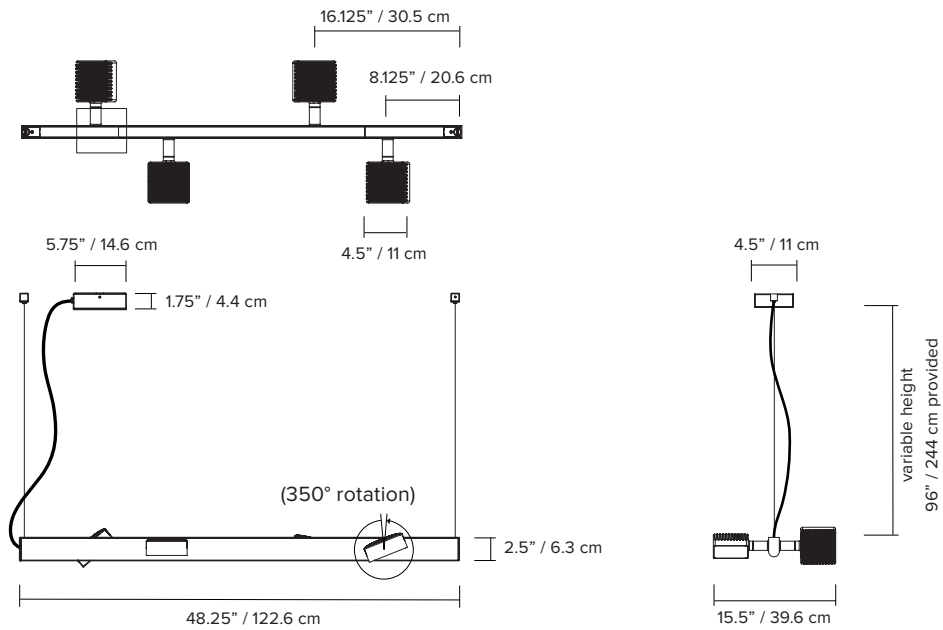 16.125” / 30.5 cm
8.125” / 20.6 cm
4.5” / 11 cm
5.75” / 14.6 cm
1.75” / 4.4 cm
4.5” / 11 cm
variable height
96” / 244 cm provided
(350° rotation)
2.5” / 6.3 cm
48.25” / 122.6 cm
15.5” / 39.6 cm